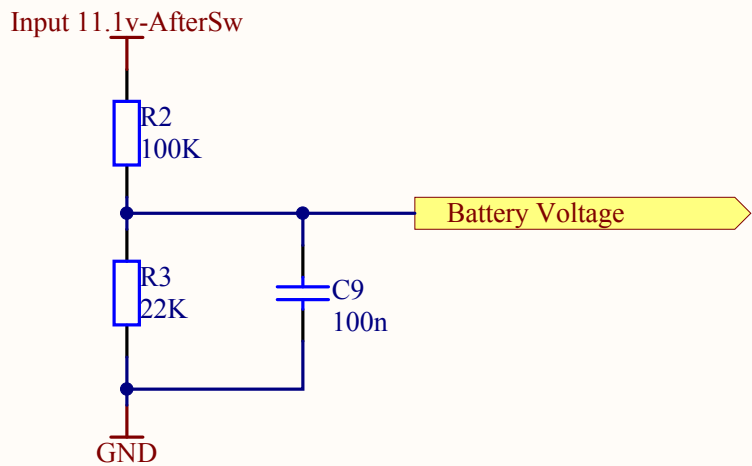 Input 11.1v-AfterSw
R2
100K
Battery Voltage
R3
22K
C9
100n
GND